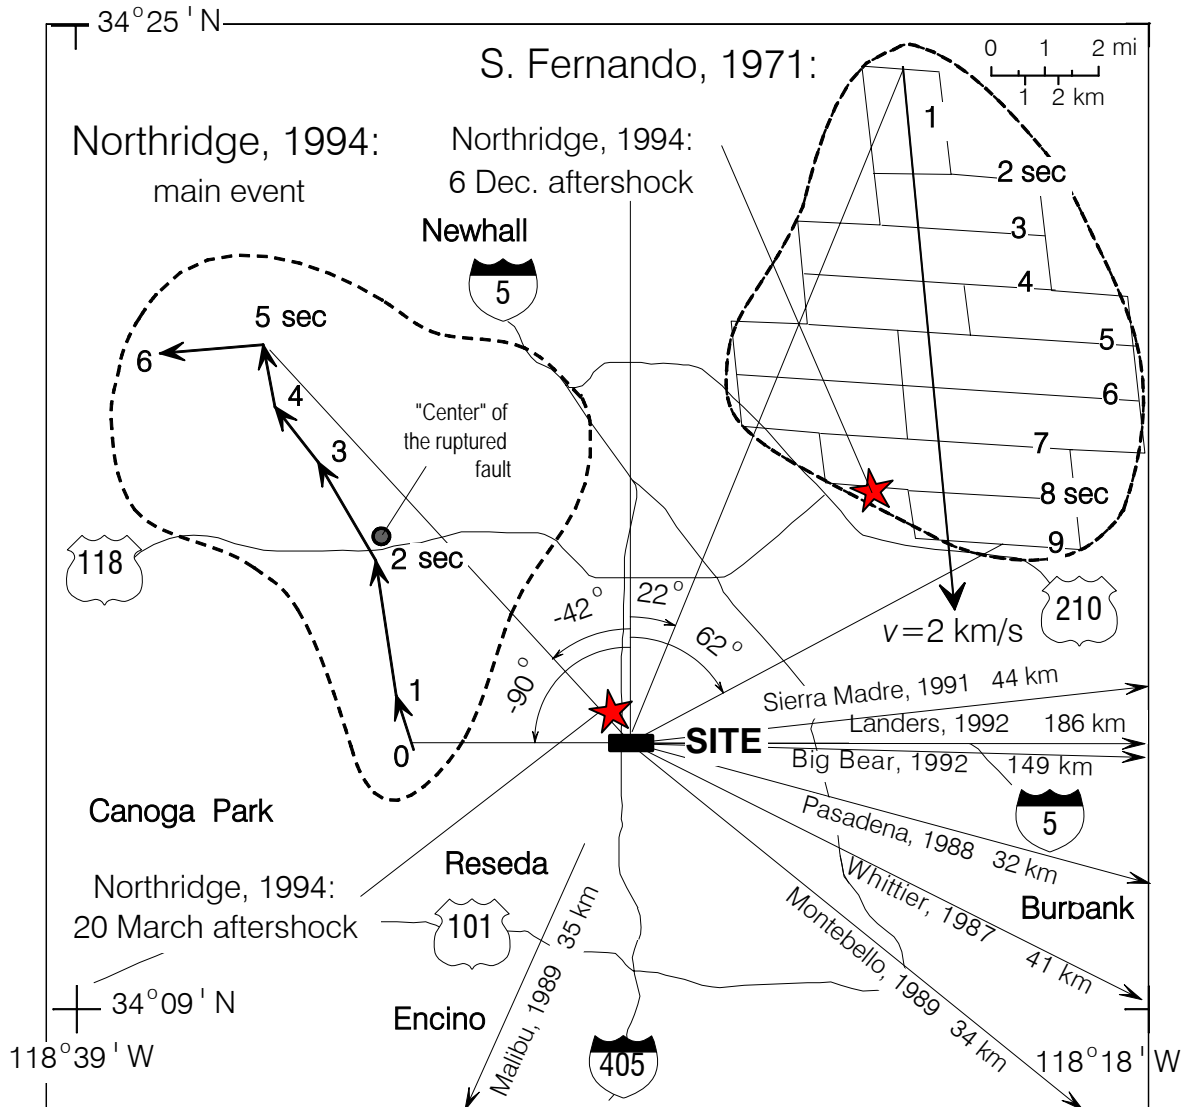 34°25'N
S. Fernando, 1971:
0 1 2 mi
1 2 km
Northridge, 1994:
main event
Northridge, 1994:
6 Dec. aftershock
Newhall
5
1
2 sec
3
4
5
6
7
8 sec
9
v=2 km/s
210
5 sec
6
4
3
2 sec
1
0
"Center" of
the ruptured
fault
118
-42°
22°
62°
-90°
SITE
Sierra Madre, 1991 44 km
Landers, 1992 186 km
Big Bear, 1992 149 km
Pasadena, 1988 32 km
Whittier, 1987 41 km
Montebello, 1989 34 km
Malibu, 1989 35 km
5
Burbank
Canoga Park
Reseda
Northridge, 1994:
20 March aftershock
101
Encino
405
34°09'N
118°39'W
118°18'W